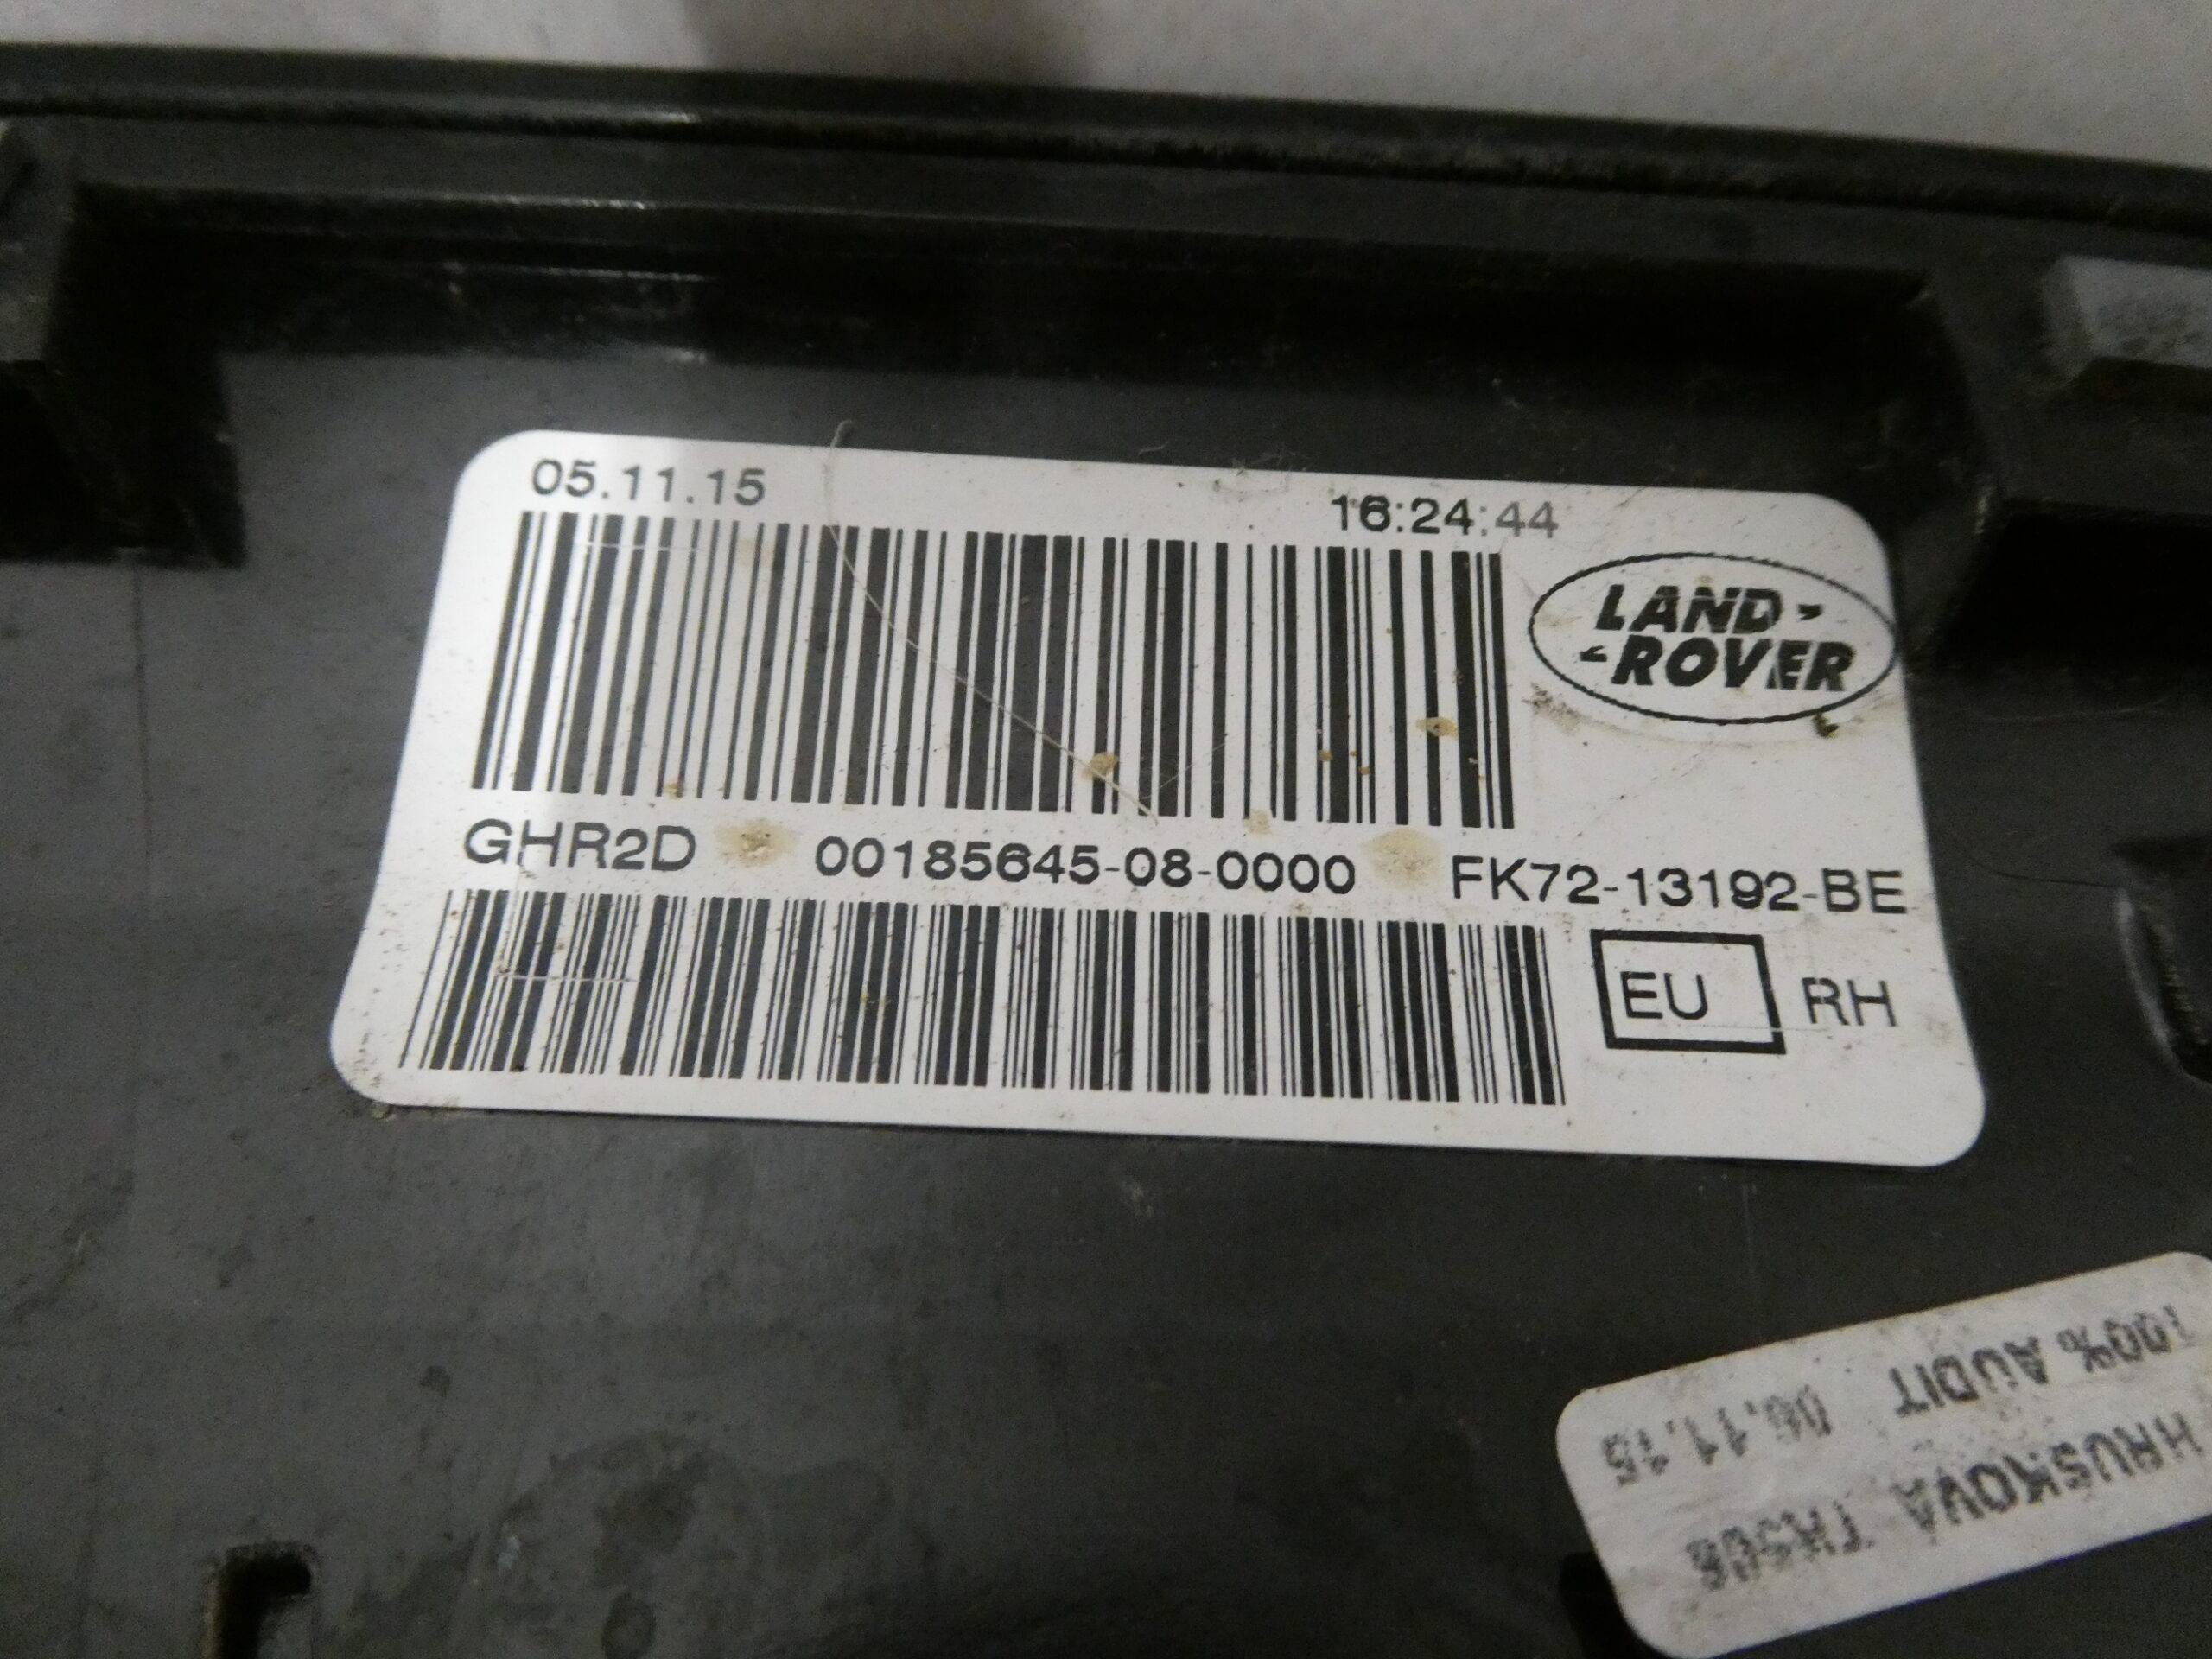 05.11.15 16:24:44
LAND-
-ROVER
GHR2D 00185645-08-0000 FK72-13192-BE
EU RH
100% AUDIT 06.11.15
HRUSKOVA